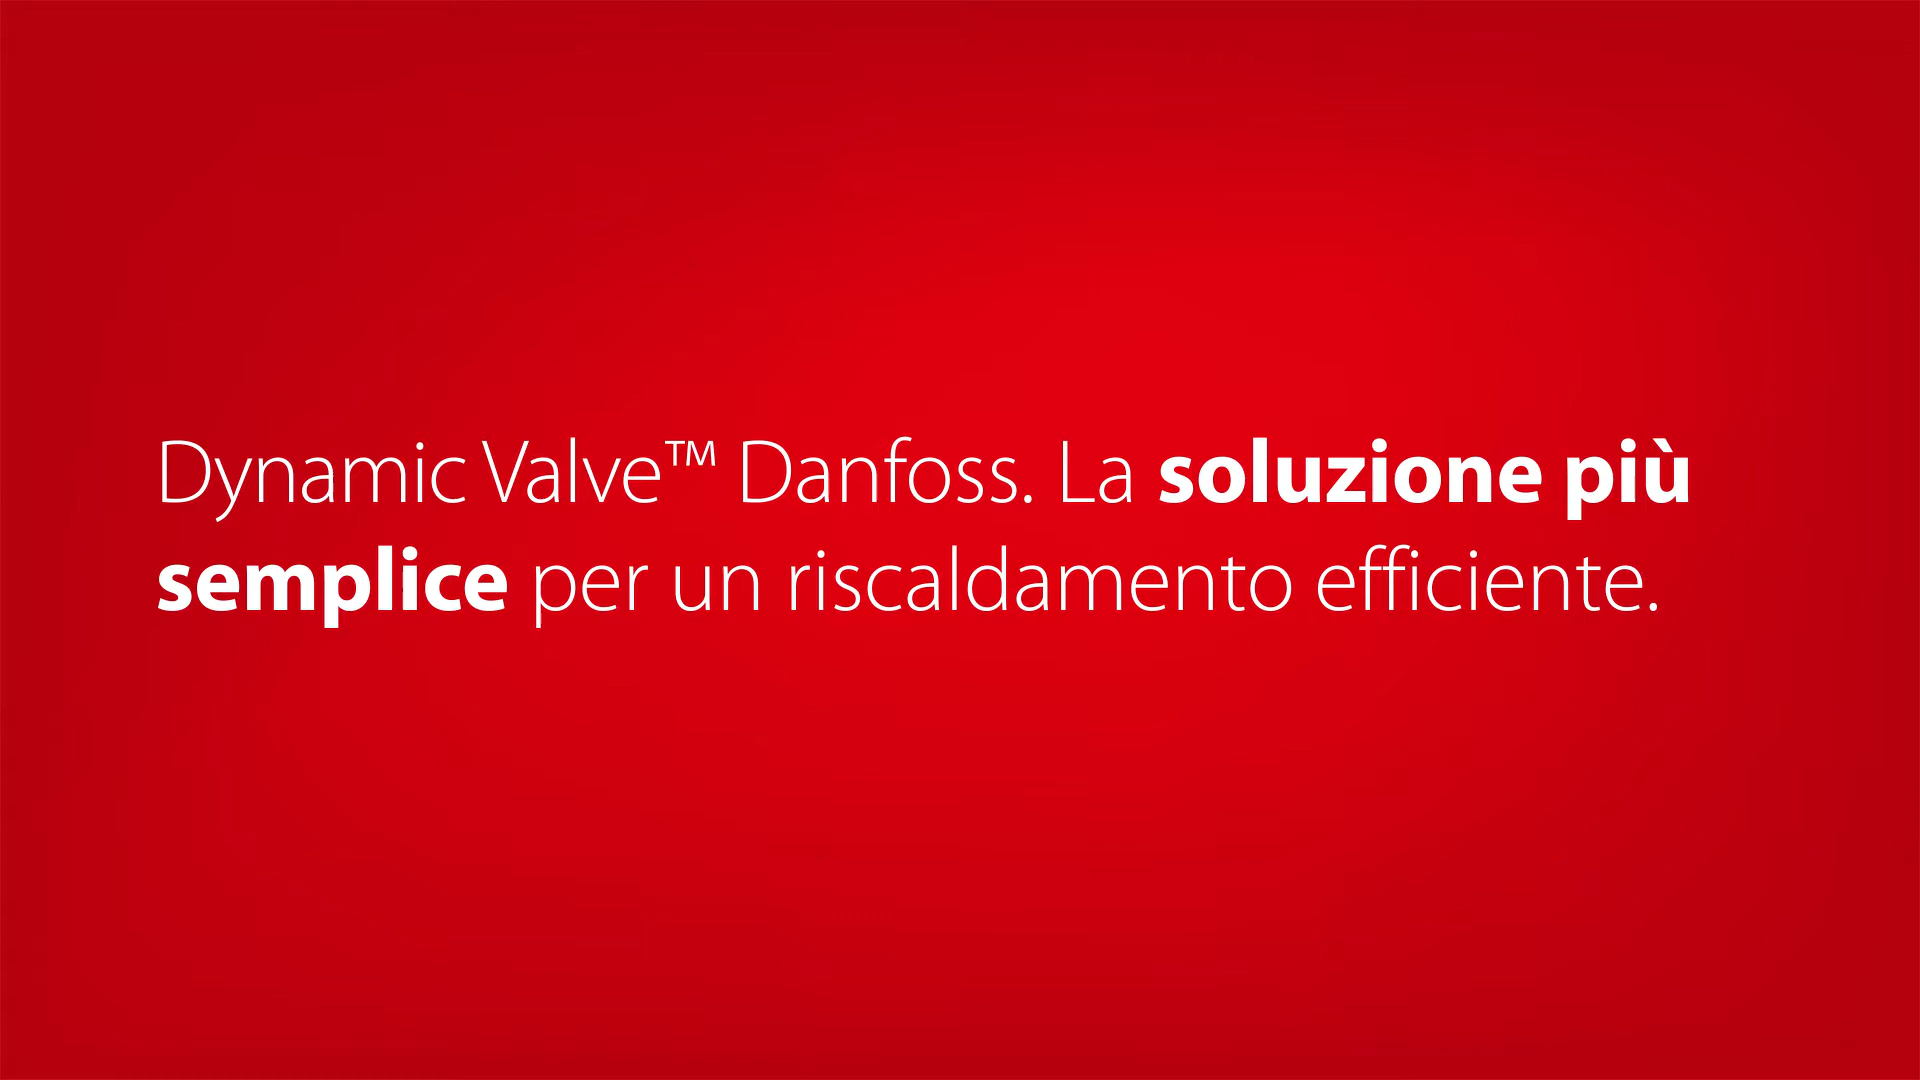 Dynamic Valve™ Danfoss. La soluzione più
semplice per un riscaldamento efficiente.